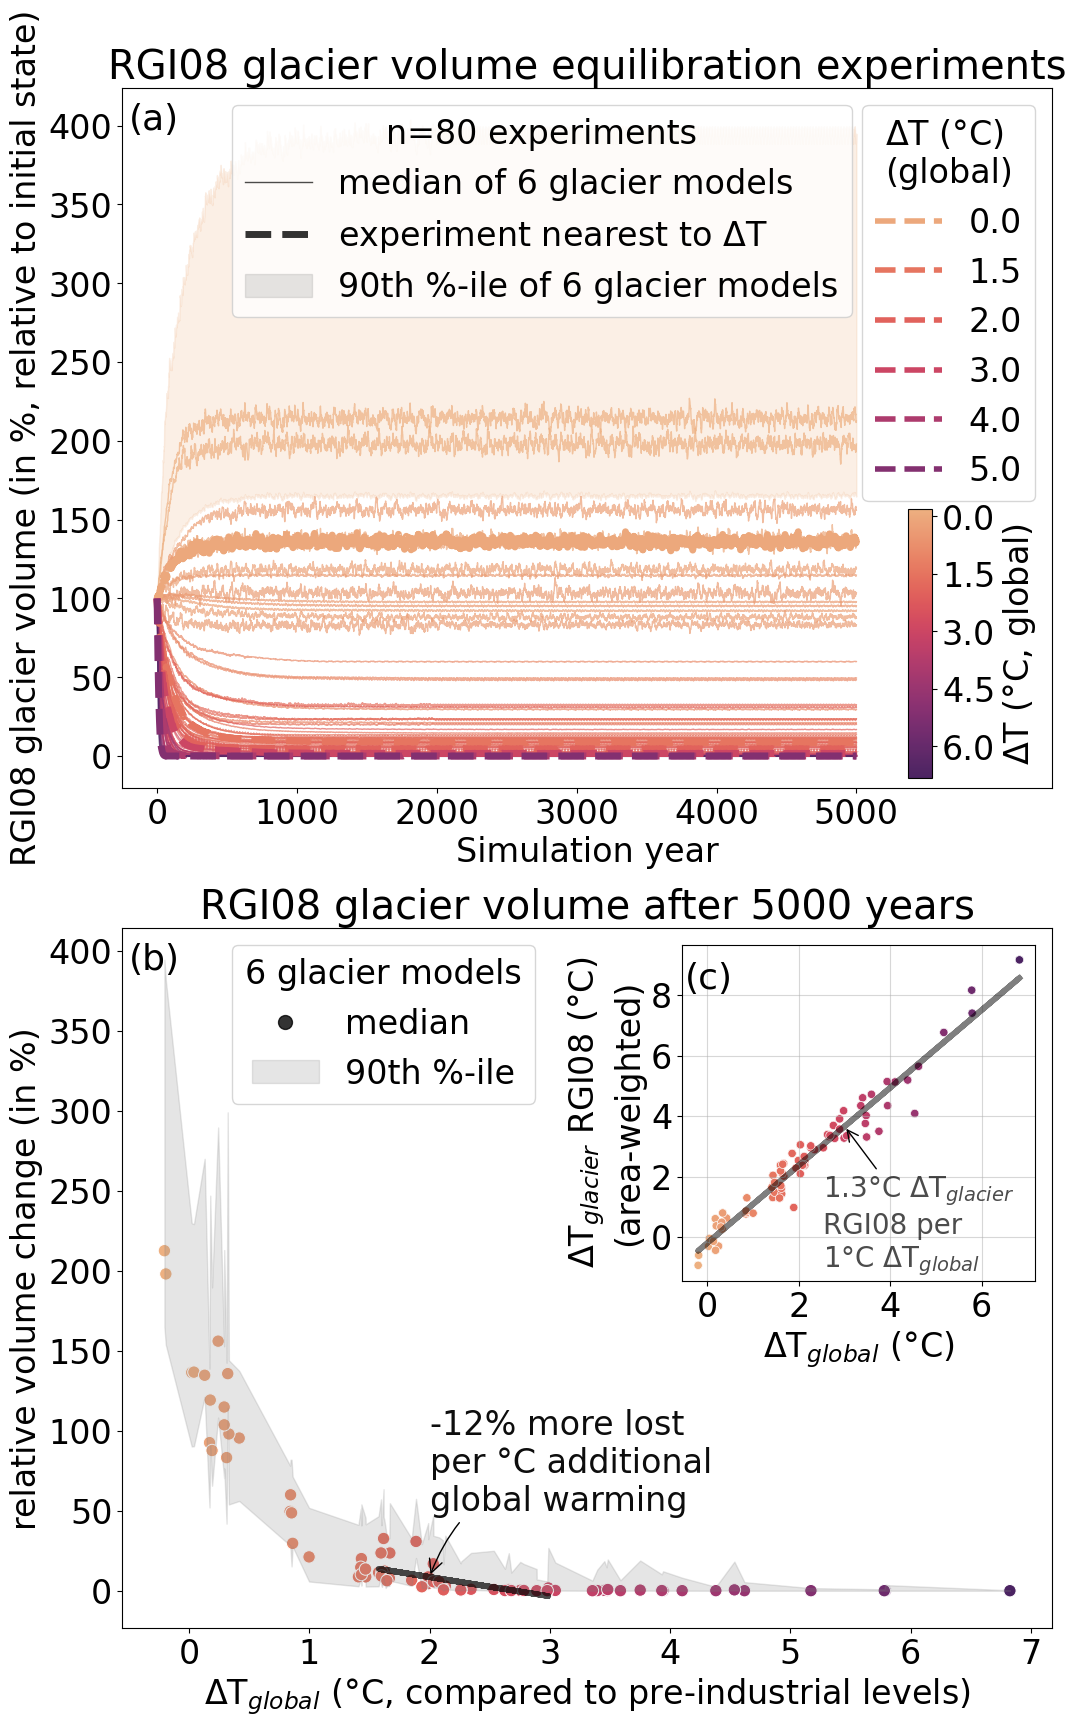 RGI08 glacier volume equilibration experiments
(a)
RGI08 glacier volume (in %, relative to initial state)
400
350
300
250
200
150
100
50
0
n=80 experiments
median of 6 glacier models
experiment nearest to ΔT
90th %-ile of 6 glacier models
ΔT (°C)
(global)
0.0
1.5
2.0
3.0
4.0
5.0
0.0
1.5
3.0
4.5
6.0
ΔT (°C, global)
0 1000 2000 3000 4000 5000
Simulation year
RGI08 glacier volume after 5000 years
(b)
relative volume change (in %)
400
350
300
250
200
150
100
50
0
6 glacier models
median
90th %-ile
-12% more lost
per °C additional
global warming
(c)
ΔTglacier RGI08 (°C)
(area-weighted)
8
6
4
2
0
1.3°C ΔTglacier
RGI08 per
1°C ΔTglobal
0 2 4 6
ΔTglobal (°C)
0 1 2 3 4 5 6 7
ΔTglobal (°C, compared to pre-industrial levels)